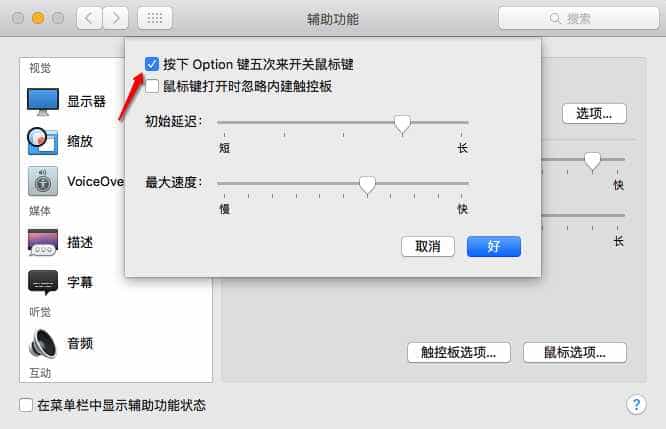 辅助功能
搜索
视觉
显示器
缩放
VoiceOve
媒体
描述
字幕
听觉
音频
互动
按下 Option 键五次来开关鼠标键
鼠标键打开时忽略内建触控板
初始延迟：
短
长
最大速度：
慢
快
取消
好
选项...
快
长
触控板选项...
鼠标选项...
在菜单栏中显示辅助功能状态
?